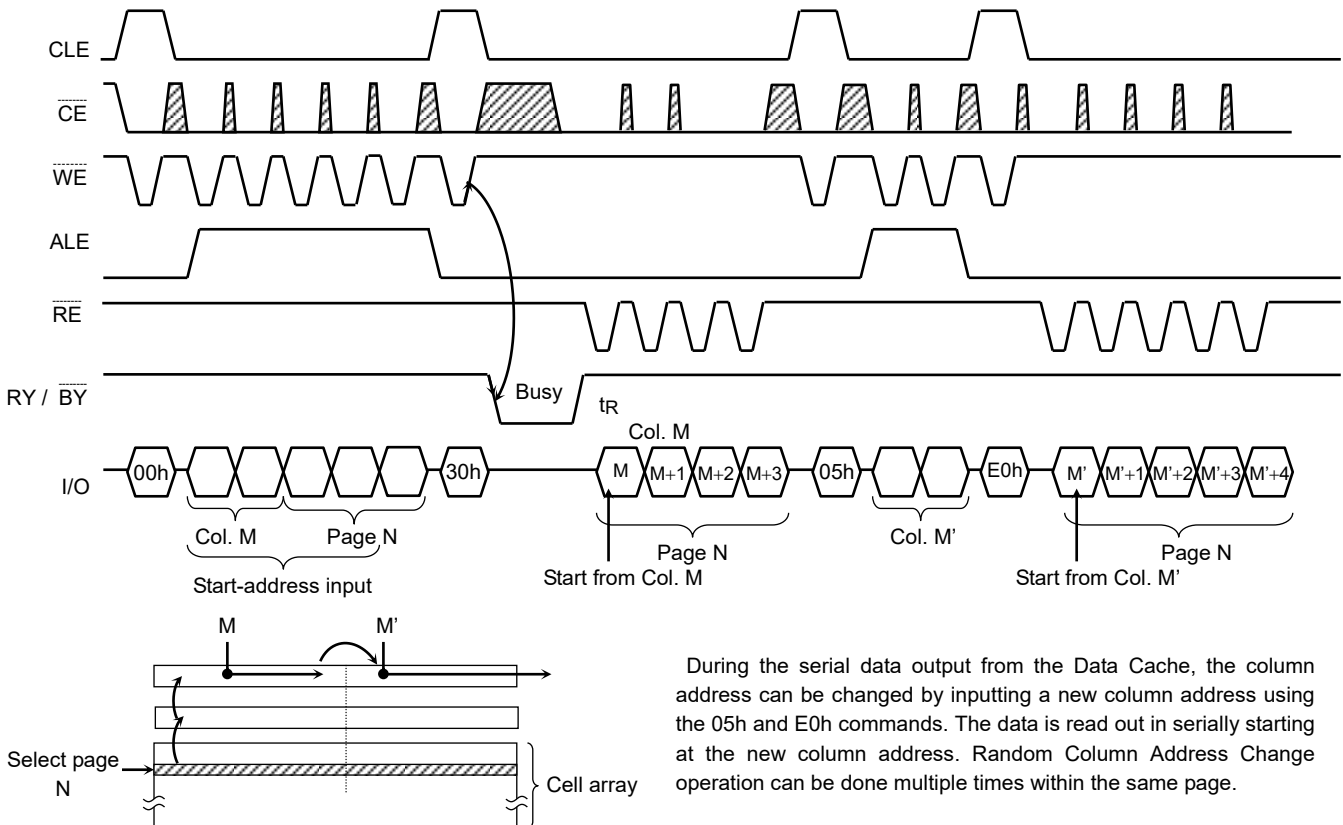 CLE
CE
WE
ALE
RE
RY / BY
Busy
tR
Col. M
I/O
00h
30h
M
M+1
M+2
M+3
05h
E0h
M'
M'+1
M'+2
M'+3
M'+4
Col. M
Page N
Page N
Col. M’
Page N
Start-address input
Start from Col. M
Start from Col. M’
M
M’
Select page
N
Cell array
During the serial data output from the Data Cache, the column
address can be changed by inputting a new column address using
the 05h and E0h commands. The data is read out in serially starting
at the new column address. Random Column Address Change
operation can be done multiple times within the same page.